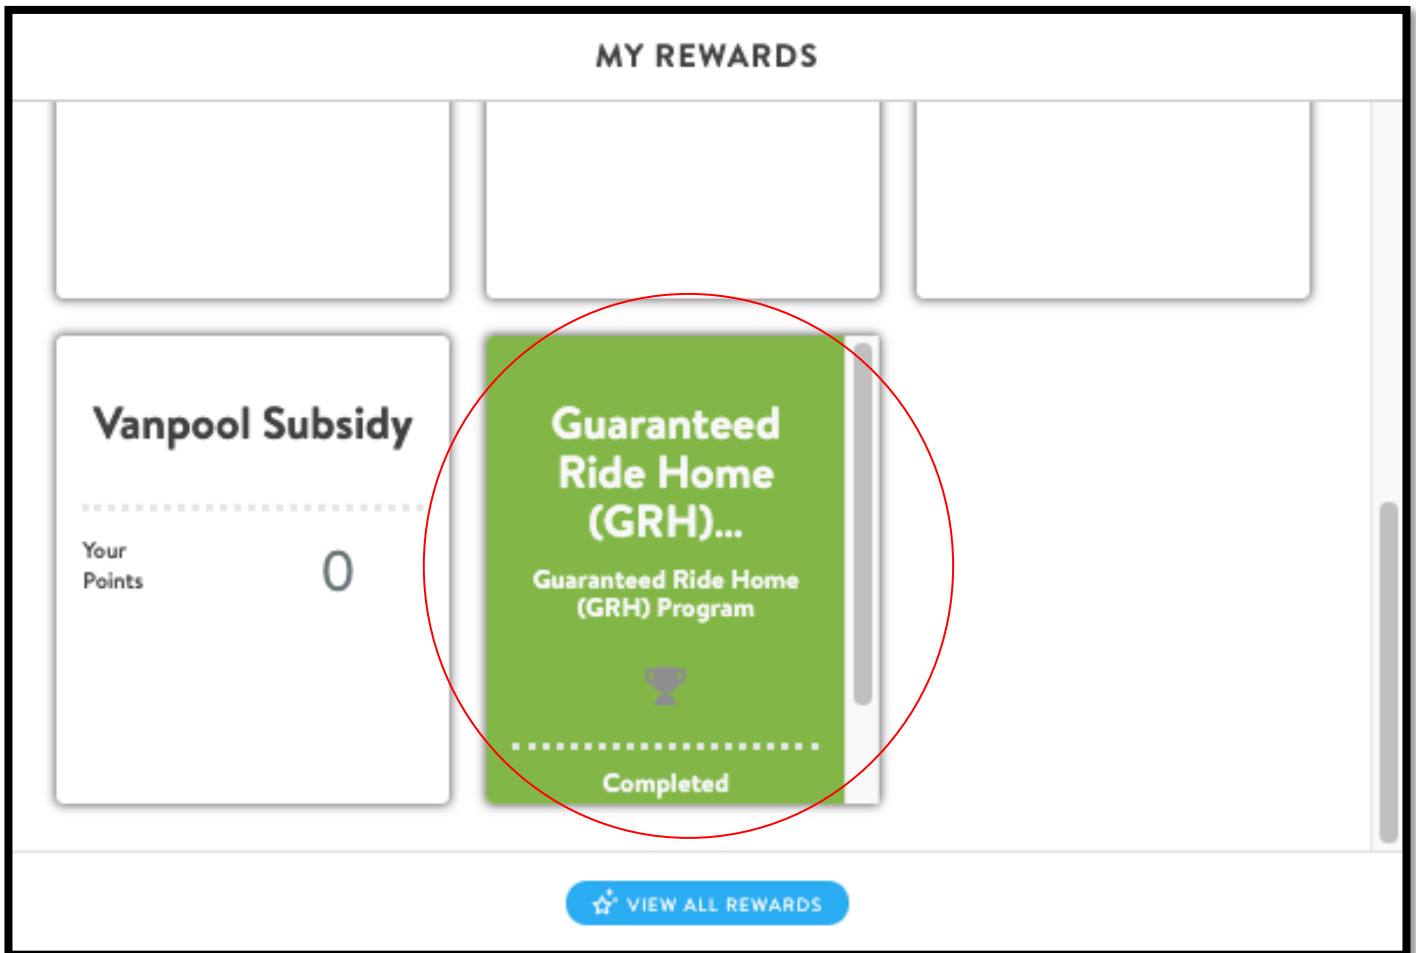 MY REWARDS
Vanpool Subsidy
Your
Points
0
Guaranteed
Ride Home
(GRH)...
Guaranteed Ride Home
(GRH) Program
Completed
VIEW ALL REWARDS